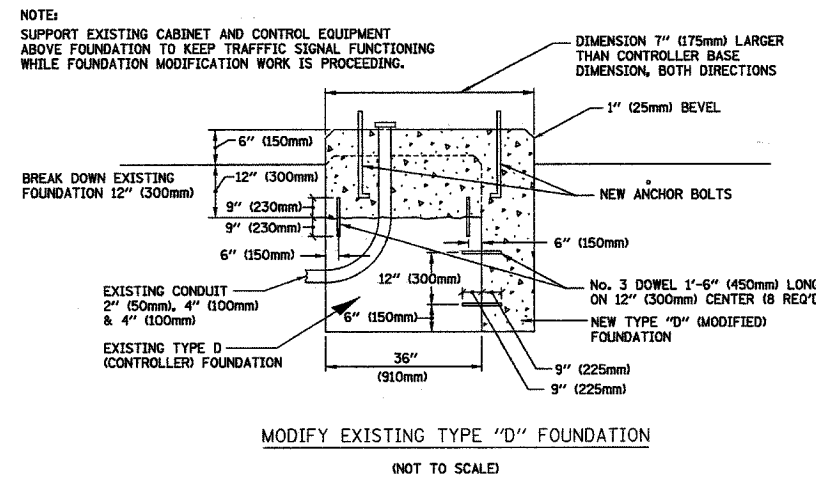 NOTE:
SUPPORT EXISTING CABINET AND CONTROL EQUIPMENT
ABOVE FOUNDATION TO KEEP TRAFFFIC SIGNAL FUNCTIONING
WHILE FOUNDATION MODIFICATION WORK IS PROCEEDING.
DIMENSION 7" (175mm) LARGER
THAN CONTROLLER BASE
DIMENSION, BOTH DIRECTIONS
1" (25mm) BEVEL
6" (150mm)
BREAK DOWN EXISTING
FOUNDATION 12" (300mm)
12" (300mm)
NEW ANCHOR BOLTS
9" (230mm)
9" (230mm)
6" (150mm)
6" (150mm)
12" (300mm)
EXISTING CONDUIT
2" (50mm), 4" (100mm)
& 4" (100mm)
No. 3 DOWEL 1'-6" (450mm) LONG
ON 12" (300mm) CENTER (8 REQ'D
6" (150mm)
NEW TYPE "D" (MODIFIED)
FOUNDATION
EXISTING TYPE D
(CONTROLLER) FOUNDATION
36"
(910mm)
9" (225mm)
9" (225mm)
MODIFY EXISTING TYPE "D" FOUNDATION
(NOT TO SCALE)